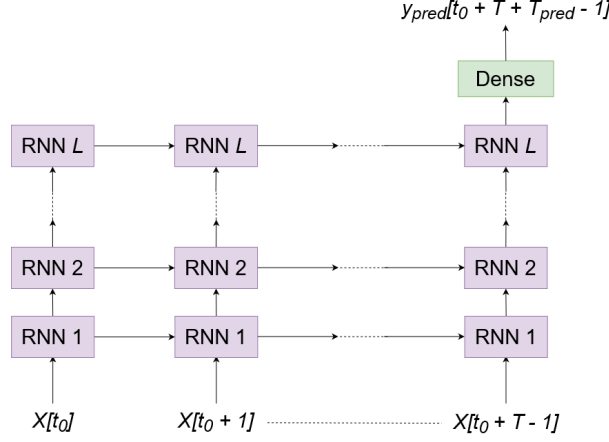 y_pred[t_0 + T + T_pred - 1]
Dense
RNN L RNN L RNN L
RNN 2 RNN 2 RNN 2
RNN 1 RNN 1 RNN 1
X[t_0] X[t_0 + 1] X[t_0 + T - 1]